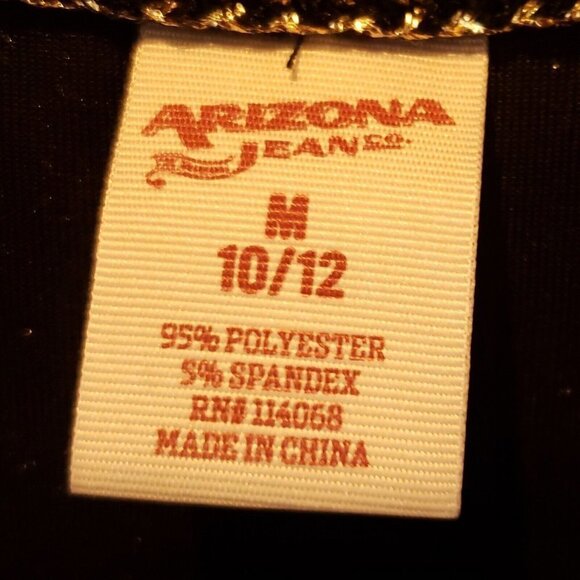 ARIZONA
JEAN CO.
M
10/12
95% POLYESTER
5% SPANDEX
RN# 114068
MADE IN CHINA